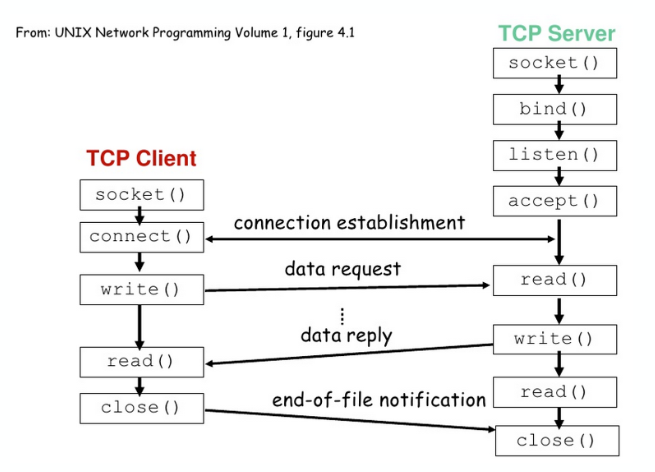 From: UNIX Network Programming Volume 1, figure 4.1
TCP Server
socket()
bind()
listen()
TCP Client
socket()
accept()
connect()
connection establishment
write()
data request
read()
data reply
write()
read()
close()
end-of-file notification
read()
close()